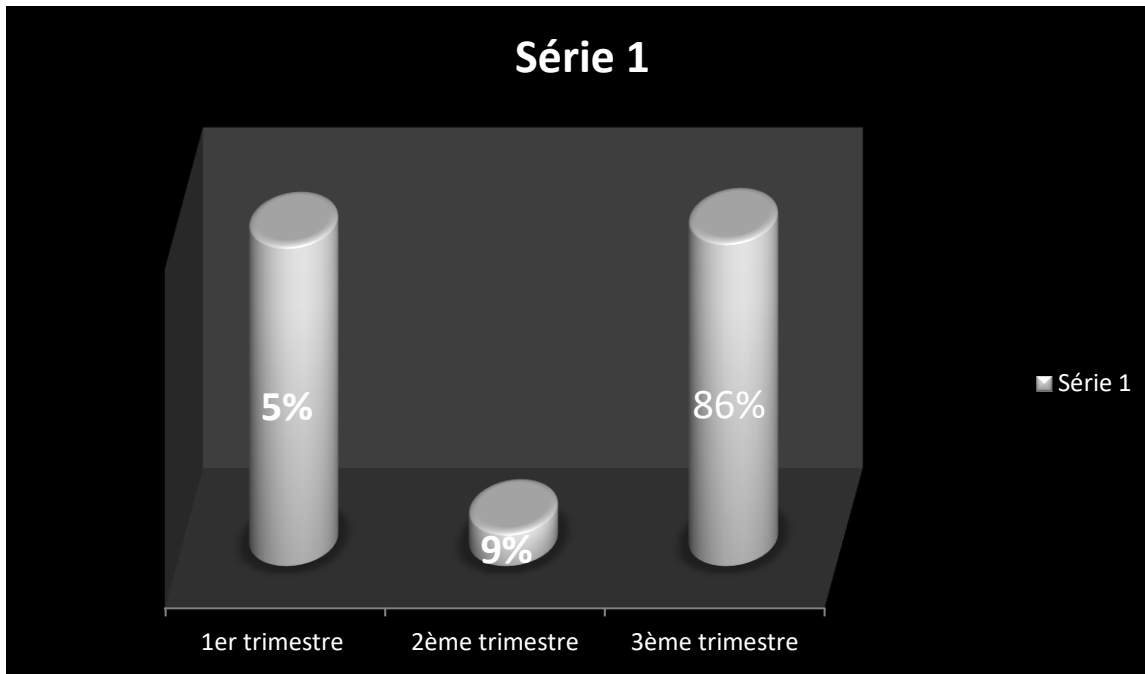 Série 1
5%
9%
86%
Série 1
1er trimestre
2ème trimestre
3ème trimestre